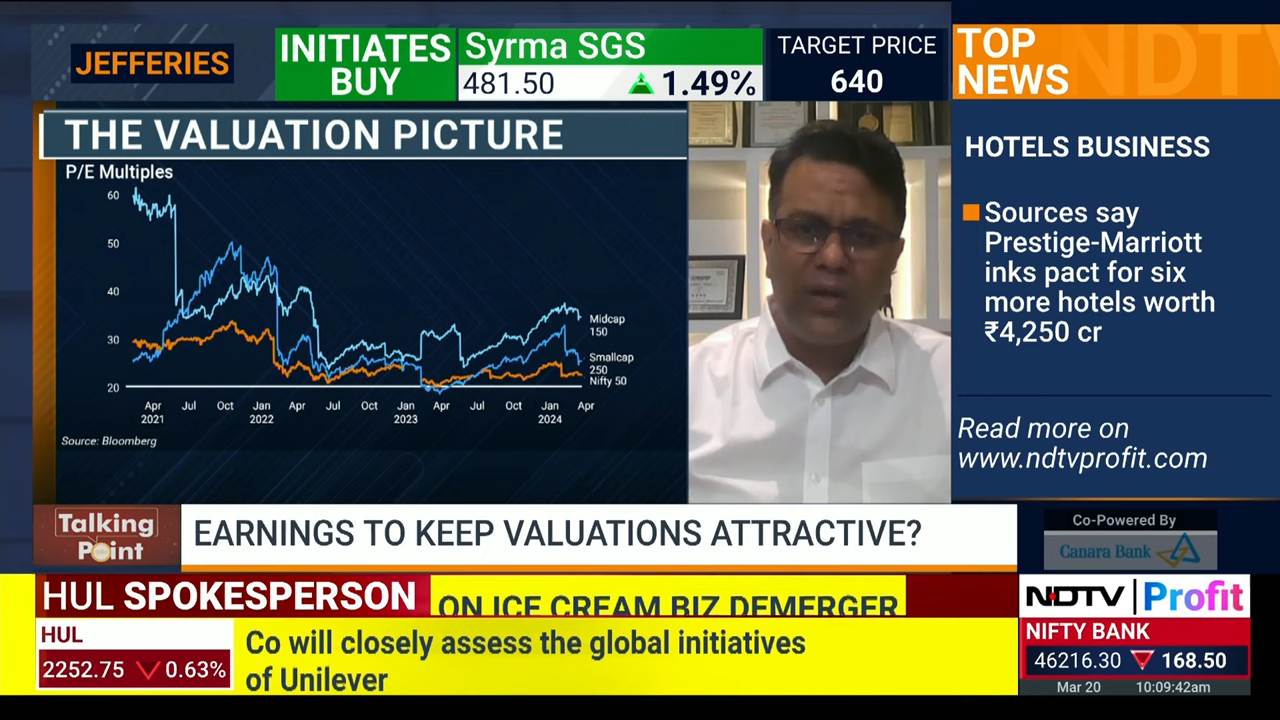 JEFFERIES
INITIATES
BUY
Syrma SGS
481.50 1.49%
TARGET PRICE
640
TOP
NEWS
NDTV
THE VALUATION PICTURE
P/E Multiples
60
50
40
30
20
Midcap
150
Smallcap
250
Nifty 50
Apr Jul Oct Jan Apr Jul Oct Jan Apr Jul Oct Jan Apr
2021 2022 2023 2024
Source: Bloomberg
HOTELS BUSINESS
Sources say
Prestige-Marriott
inks pact for six
more hotels worth
₹4,250 cr
Read more on
www.ndtvprofit.com
Talking
Point
EARNINGS TO KEEP VALUATIONS ATTRACTIVE?
Co-Powered By
Canara Bank
HUL SPOKESPERSON
ON ICE CREAM BIZ DEMERGER
HUL
2252.75 0.63%
Co will closely assess the global initiatives
of Unilever
NDTV Profit
NIFTY BANK
46216.30 168.50
Mar 20 10:09:42am